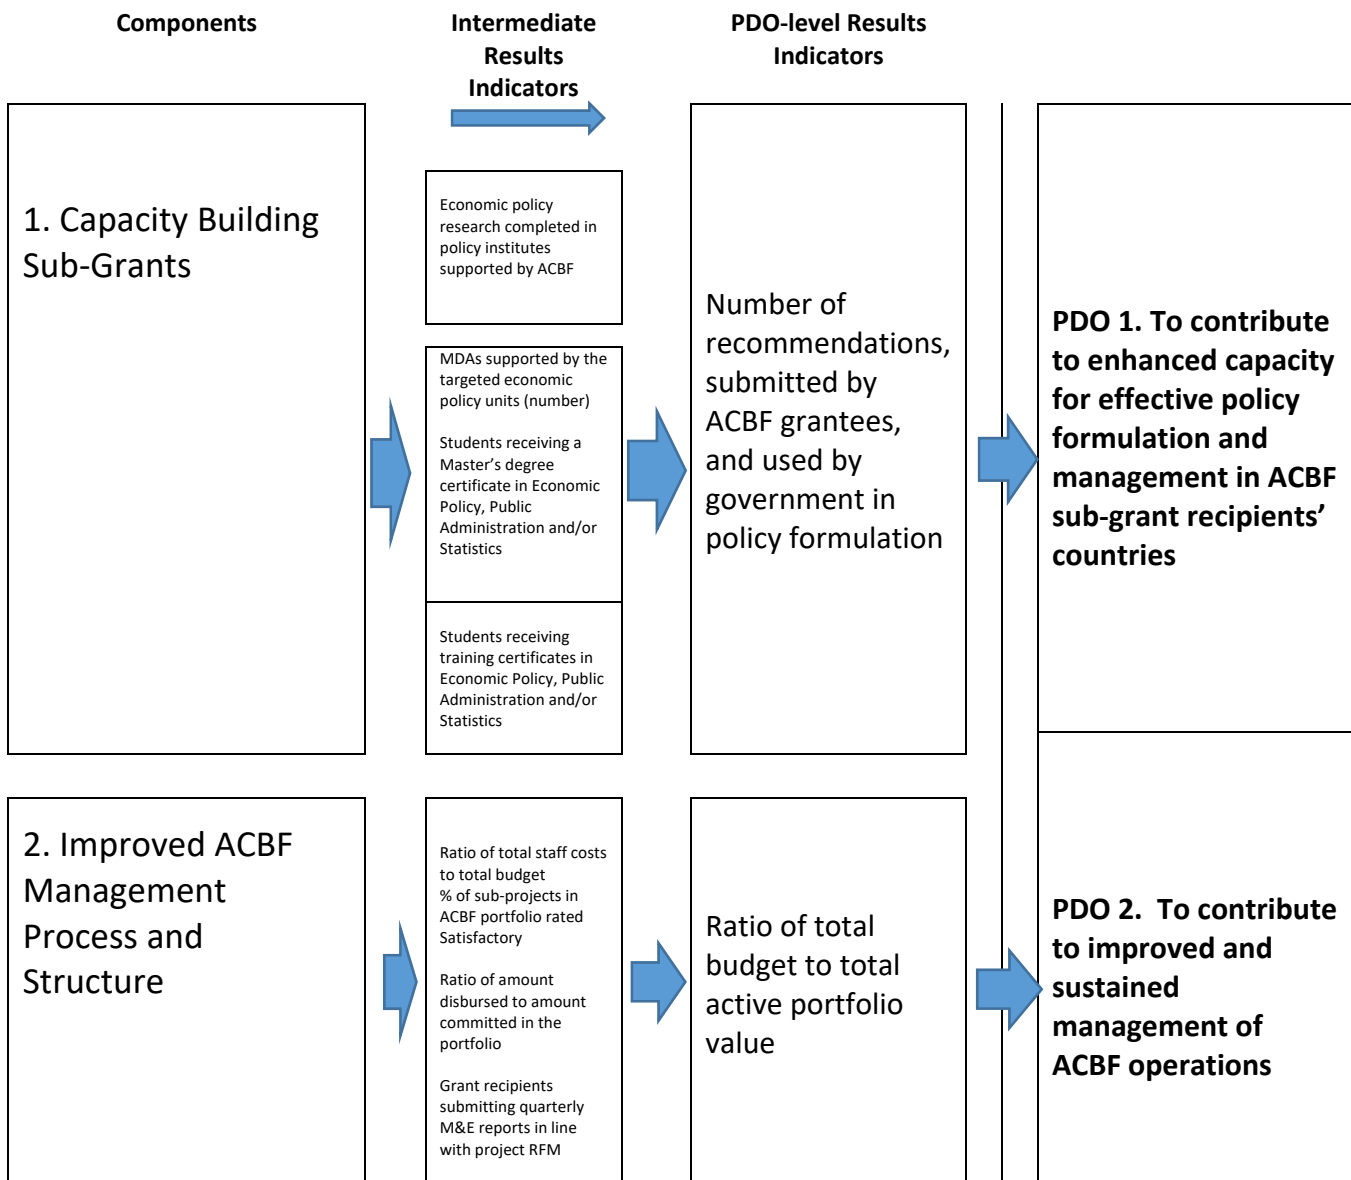 Components
Intermediate
Results
Indicators
PDO-level Results
Indicators
1. Capacity Building
Sub-Grants
Economic policy
research completed in
policy institutes
supported by ACBF
MDAs supported by the
targeted economic
policy units (number)
Students receiving a
Master’s degree
certificate in Economic
Policy, Public
Administration and/or
Statistics
Students receiving
training certificates in
Economic Policy, Public
Administration and/or
Statistics
Number of
recommendations,
submitted by
ACBF grantees,
and used by
government in
policy formulation
PDO 1. To contribute
to enhanced capacity
for effective policy
formulation and
management in ACBF
sub-grant recipients’
countries
2. Improved ACBF
Management
Process and
Structure
Ratio of total staff costs
to total budget
% of sub-projects in
ACBF portfolio rated
Satisfactory
Ratio of amount
disbursed to amount
committed in the
portfolio
Grant recipients
submitting quarterly
M&E reports in line
with project RFM
Ratio of total
budget to total
active portfolio
value
PDO 2.  To contribute
to improved and
sustained
management of
ACBF operations